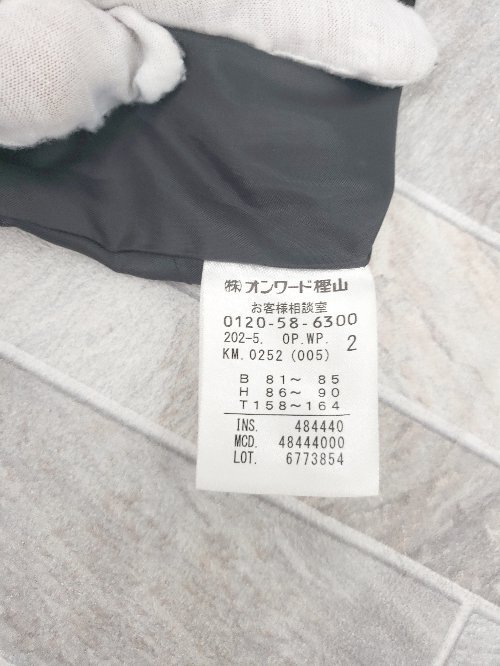 ㈱オンワード樫山
お客様相談室
0120-58-6300
202-5. OP.WP. 2
KM.0252 (005)
B 81～ 85
H 86～ 90
T158～164
INS. 484440
MCD. 48444000
LOT. 6773854